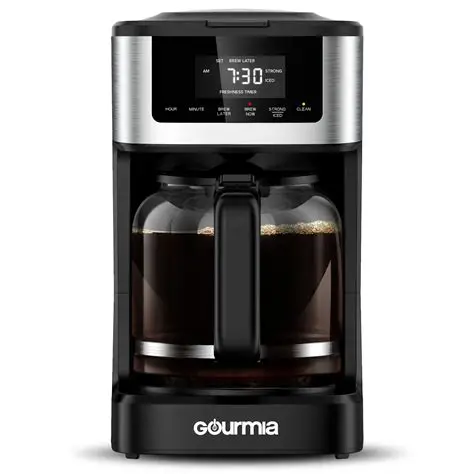 SET BREW LATER
AM 7:30 STRONG
ICED
FRESHNESS TIMER
HOUR MINUTE BREW LATER BREW NOW STRONG ICED CLEAN
GOURMIA